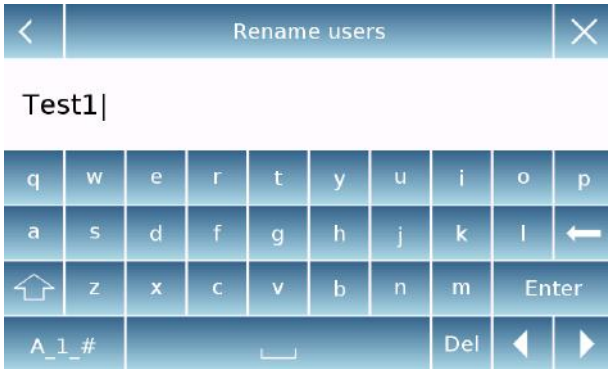 Rename users
Test1
q w e r t y u i o p
a s d f g h j k l
z x c v b n m Enter
A_1_# Del